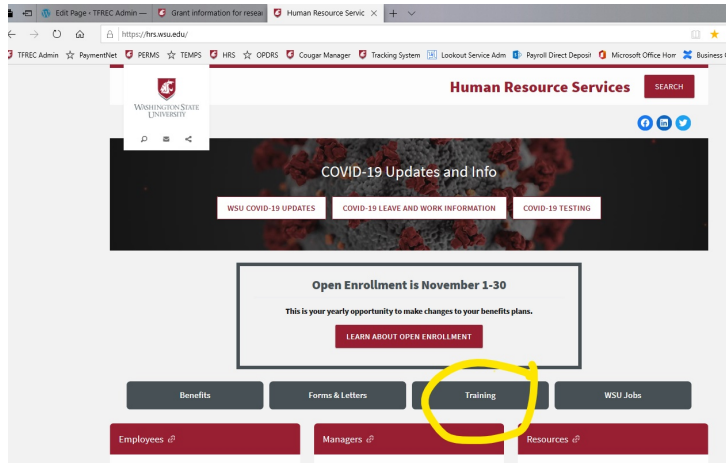 Edit Page ‹ TFREC Admin —
Grant information for resear
Human Resource Servic
https://hrs.wsu.edu/
TFREC Admin PaymentNet PERMS TEMPS HRS OPDRS Cougar Manager Tracking System Lookout Service Adm Payroll Direct Deposit Microsoft Office Hom Business
Human Resource Services
SEARCH
WASHINGTON STATE
UNIVERSITY
COVID-19 Updates and Info
WSU COVID-19 UPDATES COVID-19 LEAVE AND WORK INFORMATION COVID-19 TESTING
Open Enrollment is November 1-30
This is your yearly opportunity to make changes to your benefits plans.
LEARN ABOUT OPEN ENROLLMENT
Benefits Forms & Letters Training WSU Jobs
Employees Managers Resources